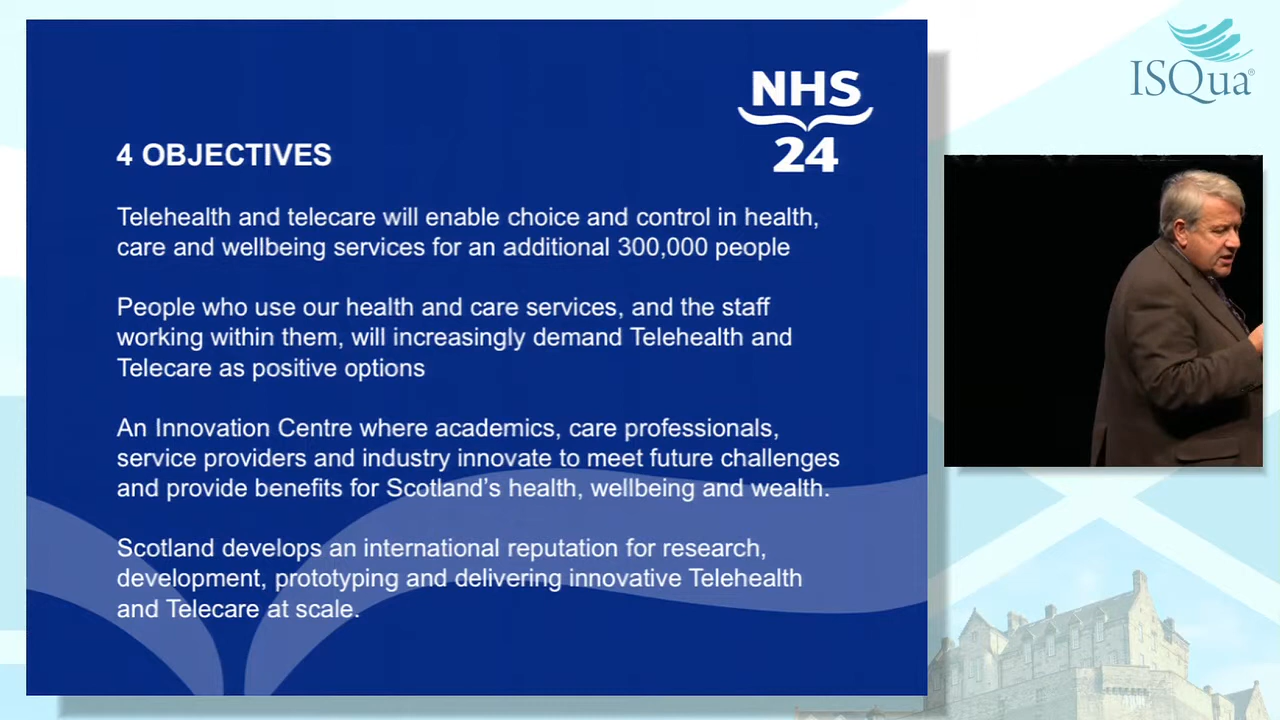 NHS
24
4 OBJECTIVES
Telehealth and telecare will enable choice and control in health,
care and wellbeing services for an additional 300,000 people
People who use our health and care services, and the staff
working within them, will increasingly demand Telehealth and
Telecare as positive options
An Innovation Centre where academics, care professionals,
service providers and industry innovate to meet future challenges
and provide benefits for Scotland's health, wellbeing and wealth.
Scotland develops an international reputation for research,
development, prototyping and delivering innovative Telehealth
and Telecare at scale.
ISQua®